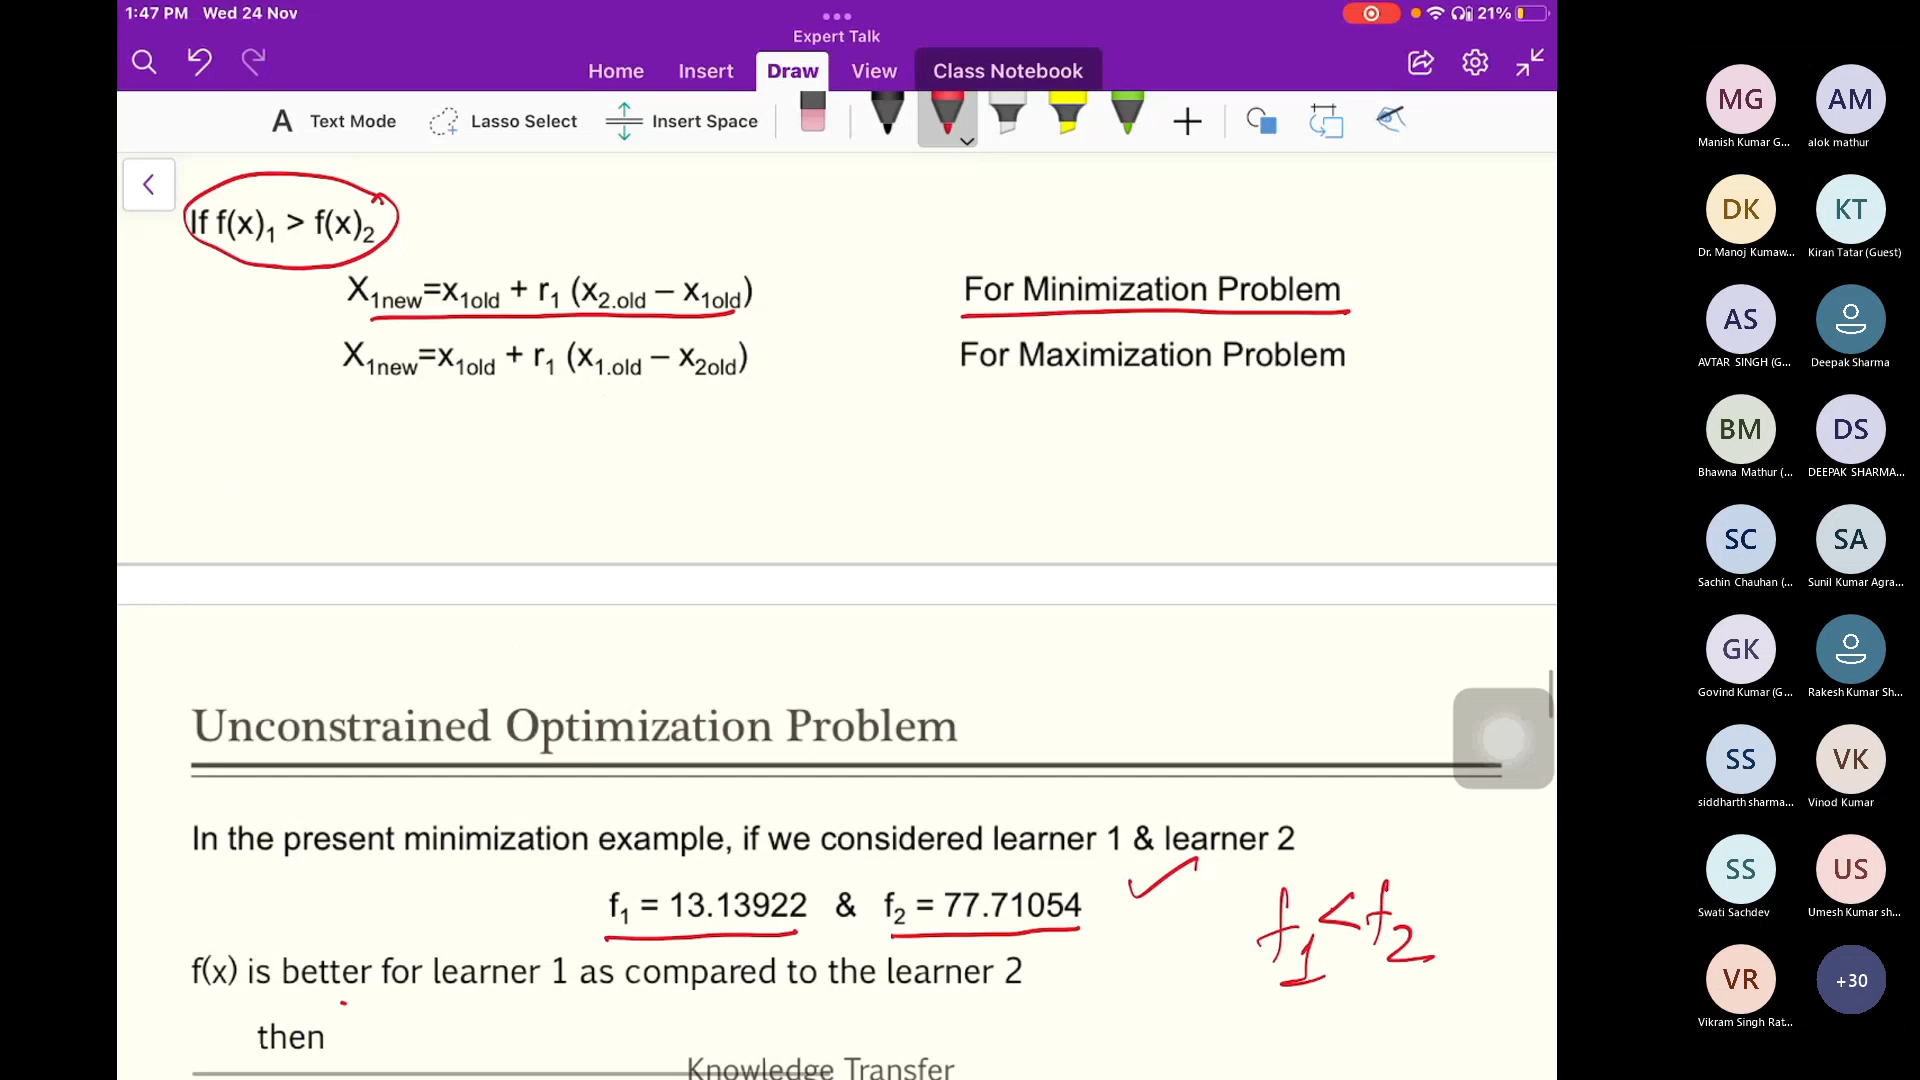 1:47 PM Wed 24 Nov
21%
Expert Talk
Home Insert Draw View Class Notebook
A Text Mode Lasso Select Insert Space
If f(x)₁ > f(x)₂
X₁new=x₁old + r₁ (x₂.old – x₁old) For Minimization Problem
X₁new=x₁old + r₁ (x₁.old – x₂old) For Maximization Problem
Unconstrained Optimization Problem
In the present minimization example, if we considered learner 1 & learner 2
f₁ = 13.13922 & f₂ = 77.71054
f₁ < f₂
f(x) is better for learner 1 as compared to the learner 2
then
Knowledge Transfer
MG AM
Manish Kumar G... alok mathur
DK KT
Dr. Manoj Kumaw... Kiran Tatar (Guest)
AS
AVTAR SINGH (G... Deepak Sharma
BM DS
Bhawna Mathur (... DEEPAK SHARMA...
SC SA
Sachin Chauhan (... Sunil Kumar Agra...
GK
Govind Kumar (G... Rakesh Kumar Sh...
SS VK
siddharth sharma... Vinod Kumar
SS US
Swati Sachdev Umesh Kumar sh...
VR +30
Vikram Singh Rat...